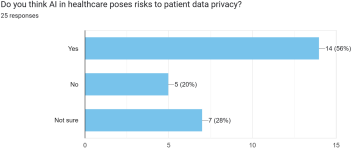 Do you think AI in healthcare poses risks to patient data privacy?
25 responses
Yes
14 (56%)
No
5 (20%)
Not sure
7 (28%)
0
5
10
15